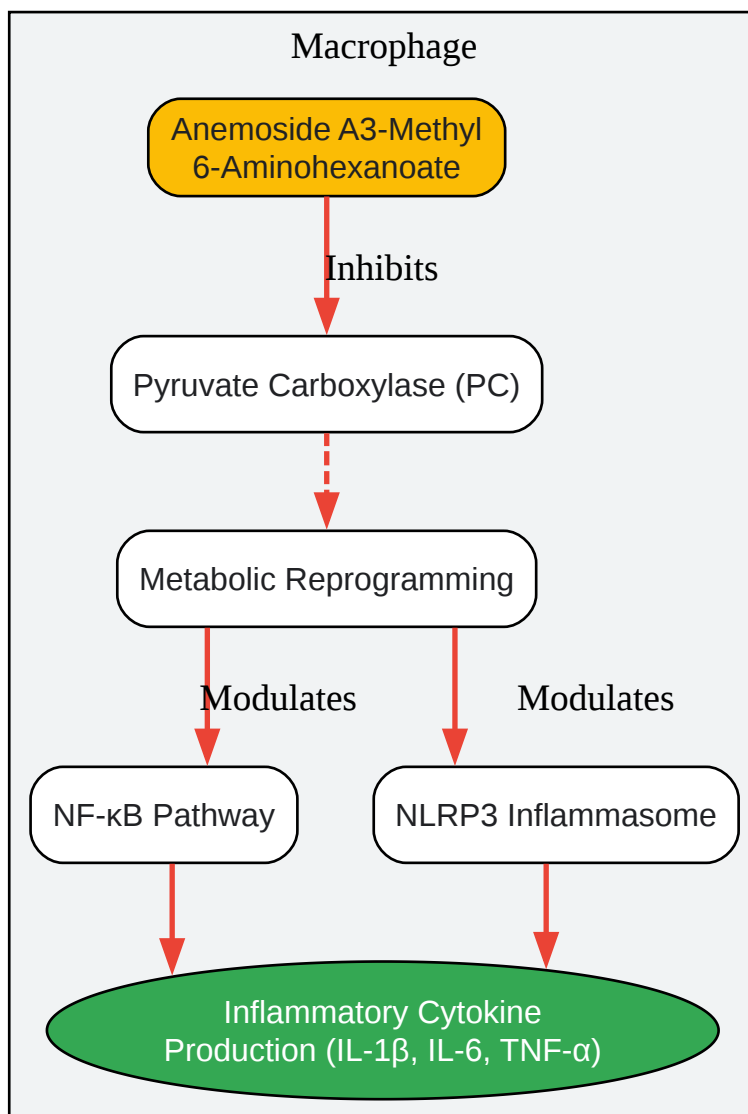 Macrophage
Anemoside A3-Methyl
6-Aminohexanoate
Inhibits
Pyruvate Carboxylase (PC)
Metabolic Reprogramming
Modulates
Modulates
NF-κB Pathway
NLRP3 Inflammasome
Inflammatory Cytokine
Production (IL-1β, IL-6, TNF-α)